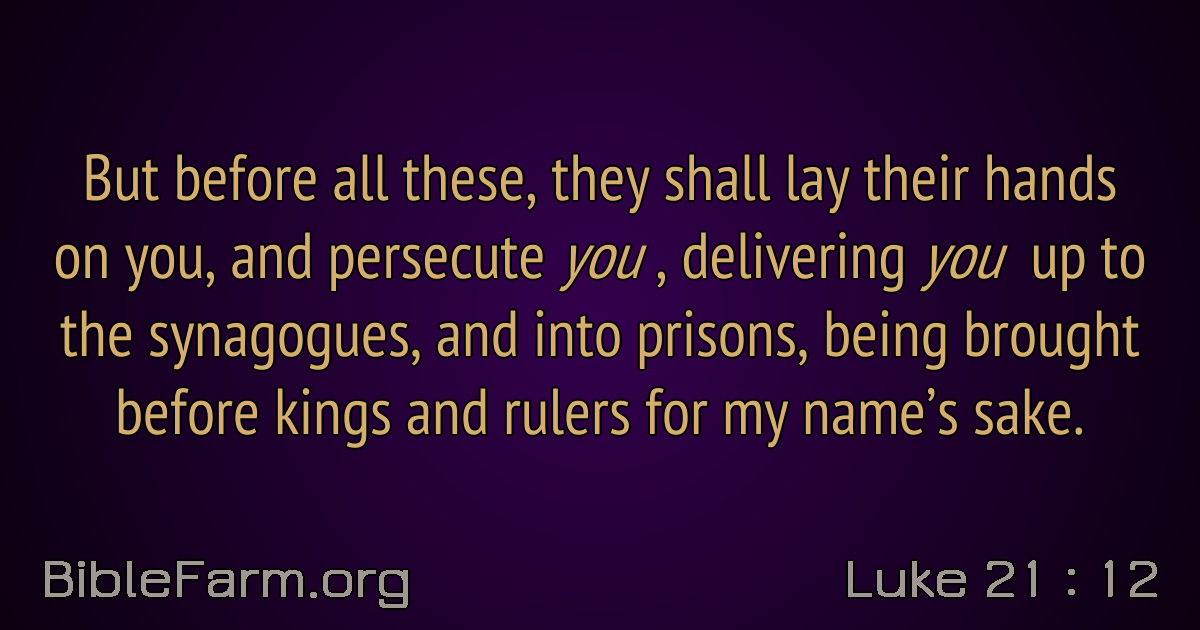 But before all these, they shall lay their hands
on you, and persecute you , delivering you up to
the synagogues, and into prisons, being brought
before kings and rulers for my name’s sake.
BibleFarm.org
Luke 21 : 12